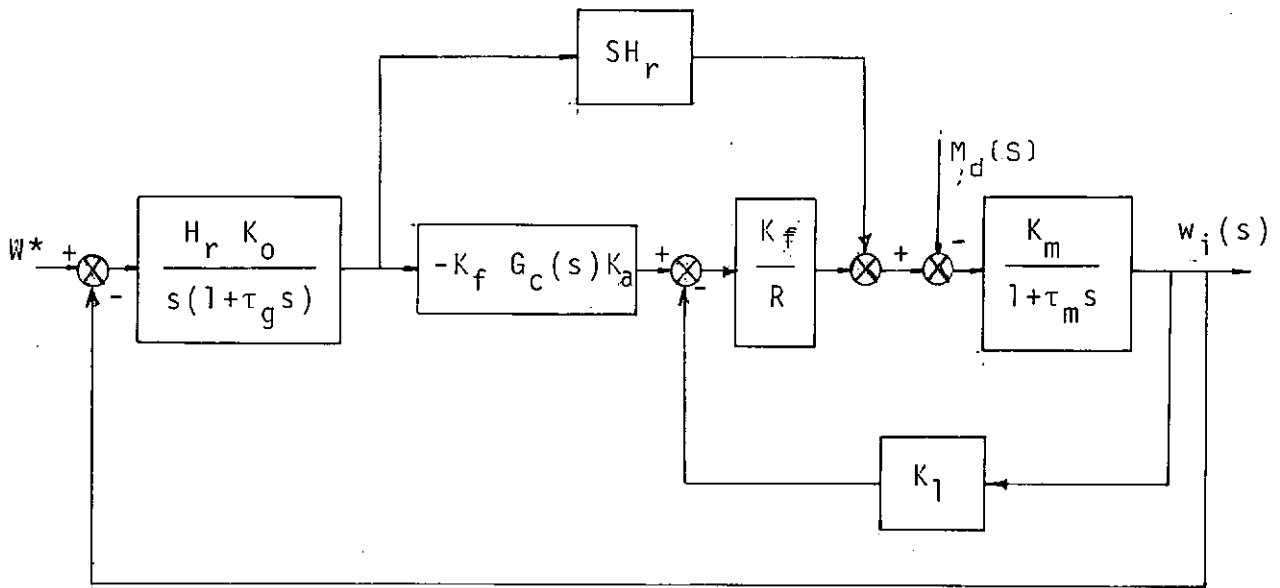 SH_r
M_d(S)
W* +
-
H_r K_o
s(1+τ_g s)
-K_f G_c(s)K_a
+
-
K_f
R
+
-
K_m
1+τ_m s
w_i(s)
K_1